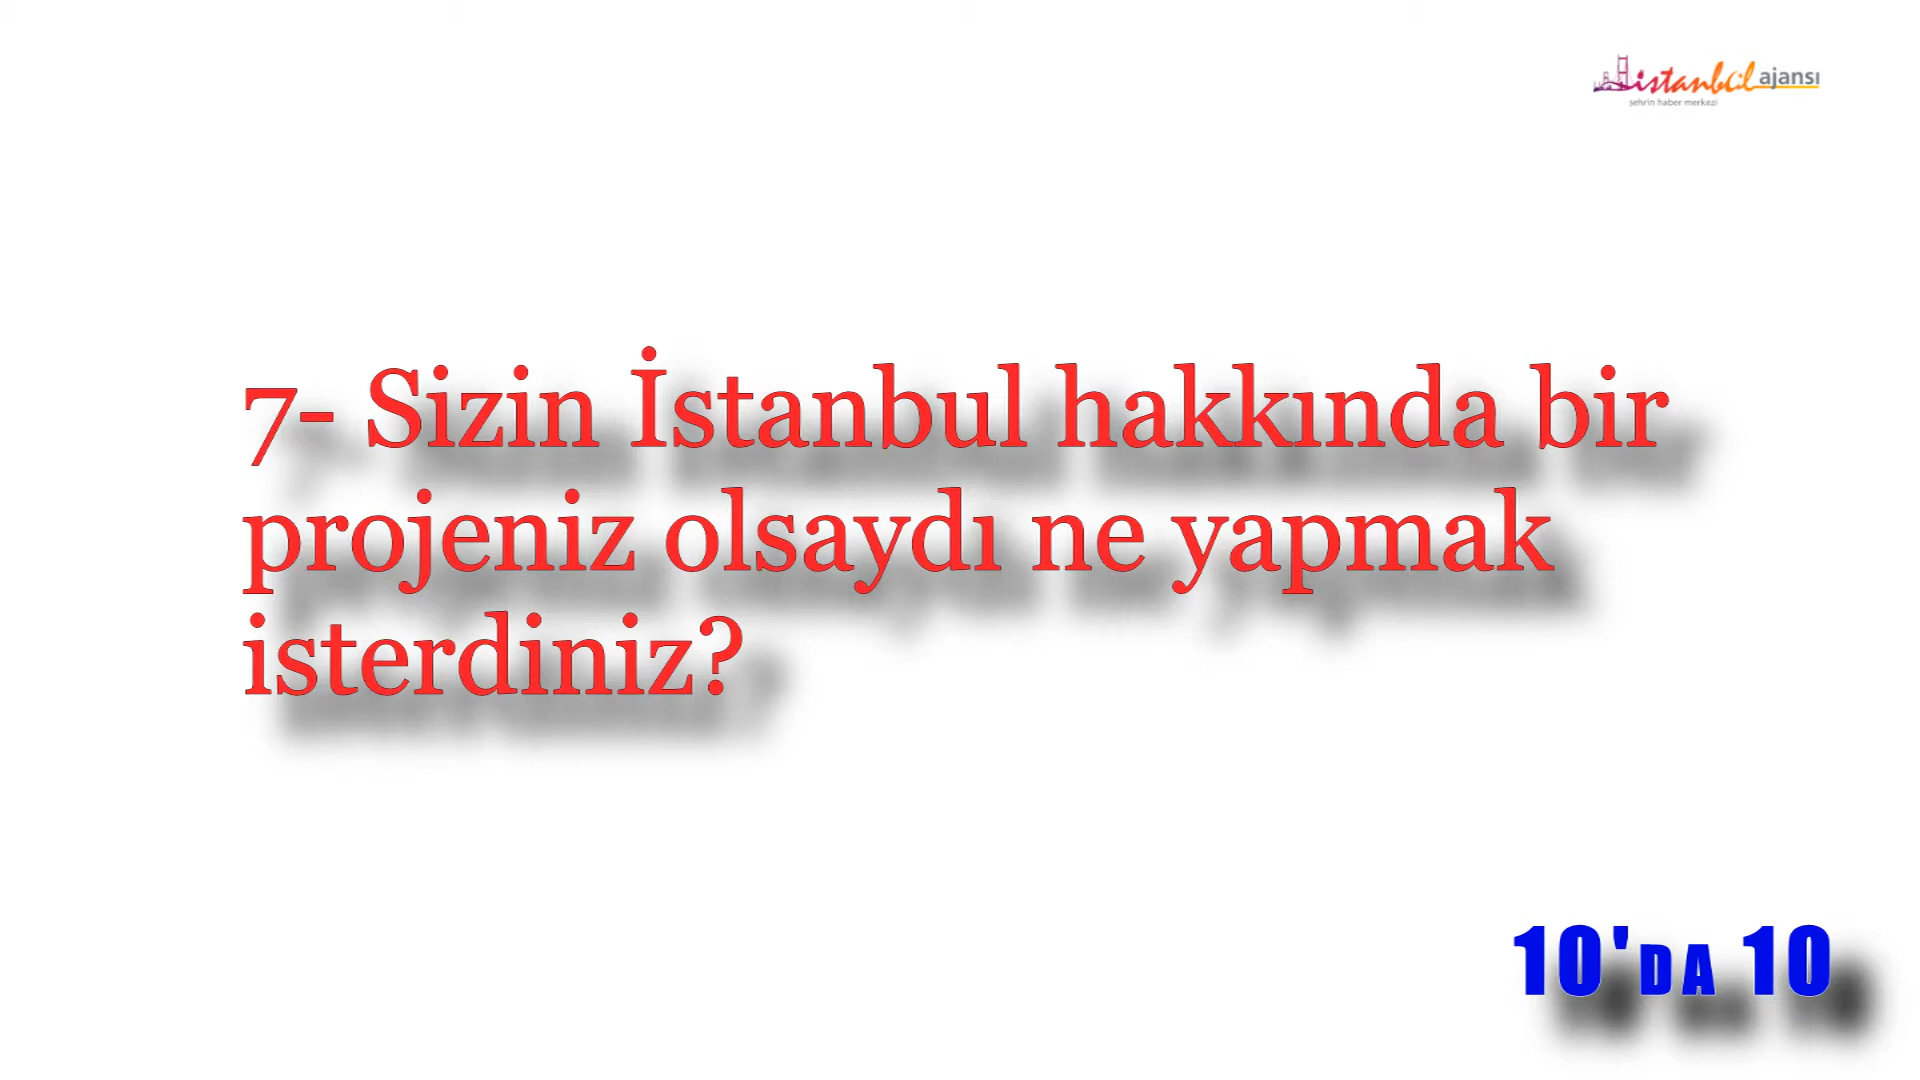 istanbul ajansı
şehrin haber merkezi
7- Sizin İstanbul hakkında bir
projeniz olsaydı ne yapmak
isterdiniz?
10'DA 10